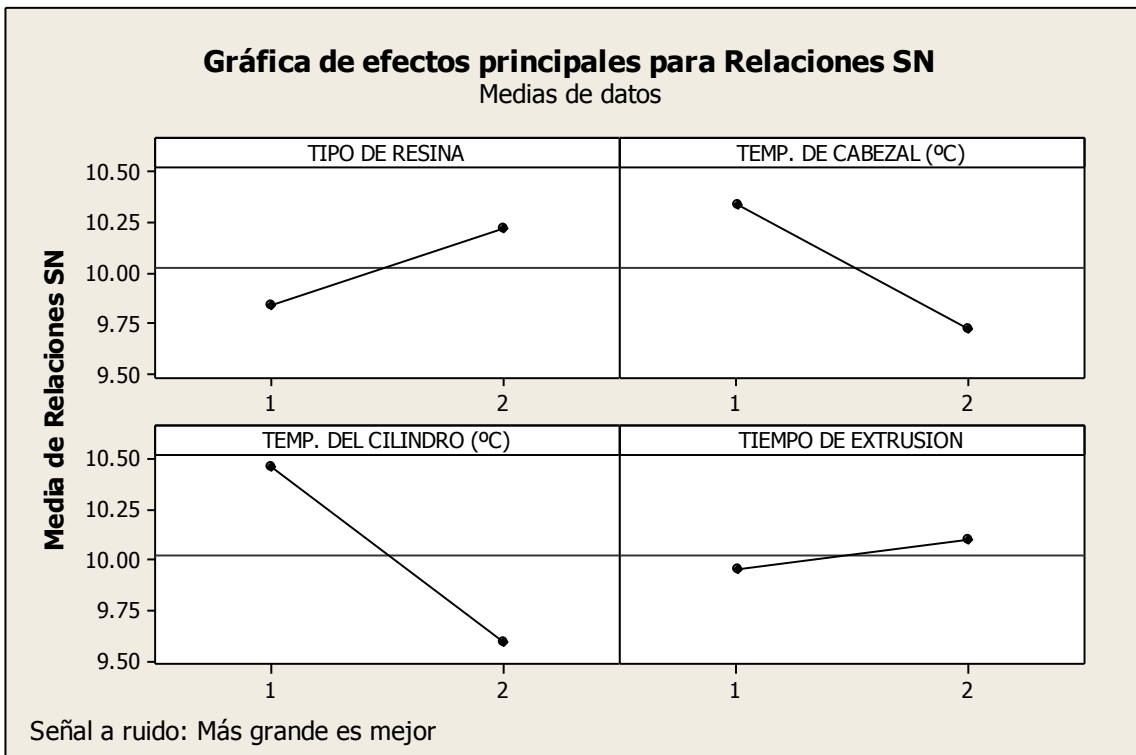 Gráfica de efectos principales para Relaciones SN
Medias de datos
Media de Relaciones SN
TIPO DE RESINA
TEMP. DE CABEZAL (ºC)
10.50
10.25
10.00
9.75
9.50
1 2
1 2
TEMP. DEL CILINDRO (ºC)
TIEMPO DE EXTRUSION
10.50
10.25
10.00
9.75
9.50
1 2
1 2
Señal a ruido: Más grande es mejor